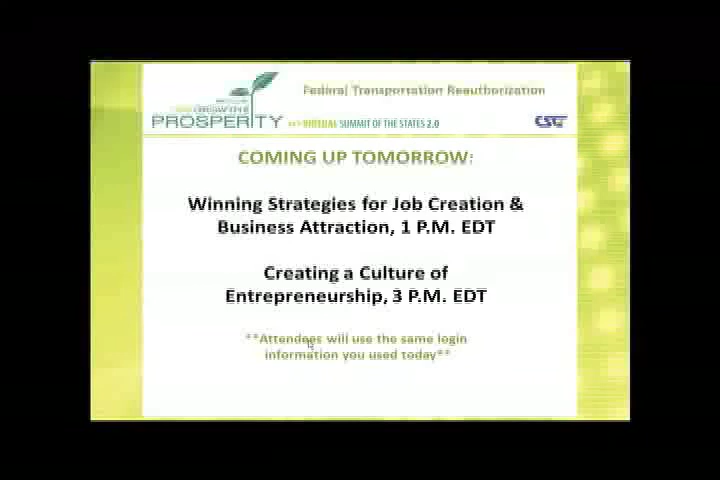 Federal Transportation Reauthorization
GROWTH &
PROSPERITY
VIRTUAL SUMMIT OF THE STATES 2.0
CSG
COMING UP TOMORROW:
Winning Strategies for Job Creation &
Business Attraction, 1 P.M. EDT
Creating a Culture of
Entrepreneurship, 3 P.M. EDT
**Attendees will use the same login
information you used today**